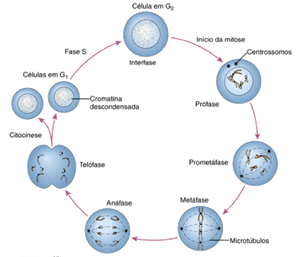 Célula em G2
Fase S
Início da mitose
Centrossomos
Interfase
Células em G1
Cromatina
descondensada
Prófase
Citocinese
Telófase
Prometáfase
Anáfase
Metáfase
Microtúbulos